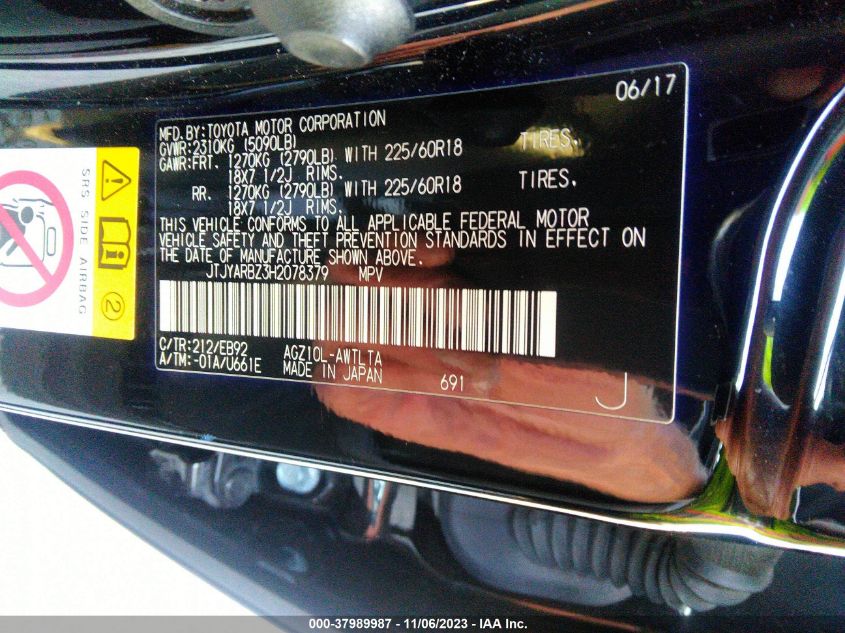 06/17
MFD.BY:TOYOTA MOTOR CORPORATION
GVWR:2310KG (5090LB)
GAWR:FRT. 1270KG (2790LB) WITH 225/60R18 TIRES,
18X7 1/2J RIMS.
RR. 1270KG (2790LB) WITH 225/60R18 TIRES.
18X7 1/2J RIMS.
THIS VEHICLE CONFORMS TO ALL APPLICABLE FEDERAL MOTOR
VEHICLE SAFETY AND THEFT PREVENTION STANDARDS IN EFFECT ON
THE DATE OF MANUFACTURE SHOWN ABOVE.
JTJYARBZ3H2078379 MPV
C/TR:212/EB92 AGZ10L-AWTLTA
A/TM:-01A/U661E MADE IN JAPAN 691 J
SRS SIDE AIRBAG
2
000-37989987 - 11/06/2023 - IAA Inc.